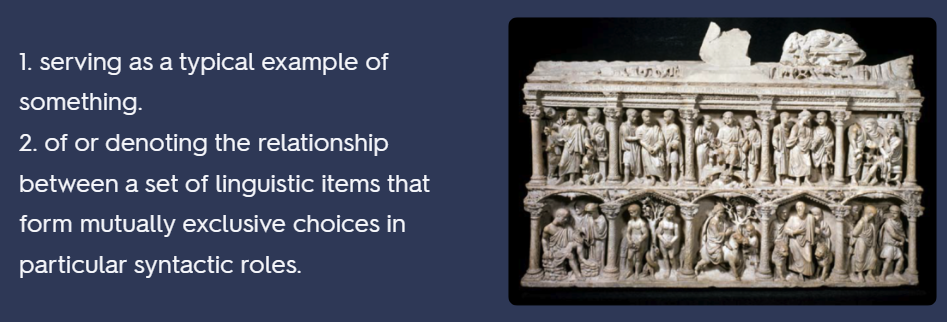 1. serving as a typical example of
something.
2. of or denoting the relationship
between a set of linguistic items that
form mutually exclusive choices in
particular syntactic roles.